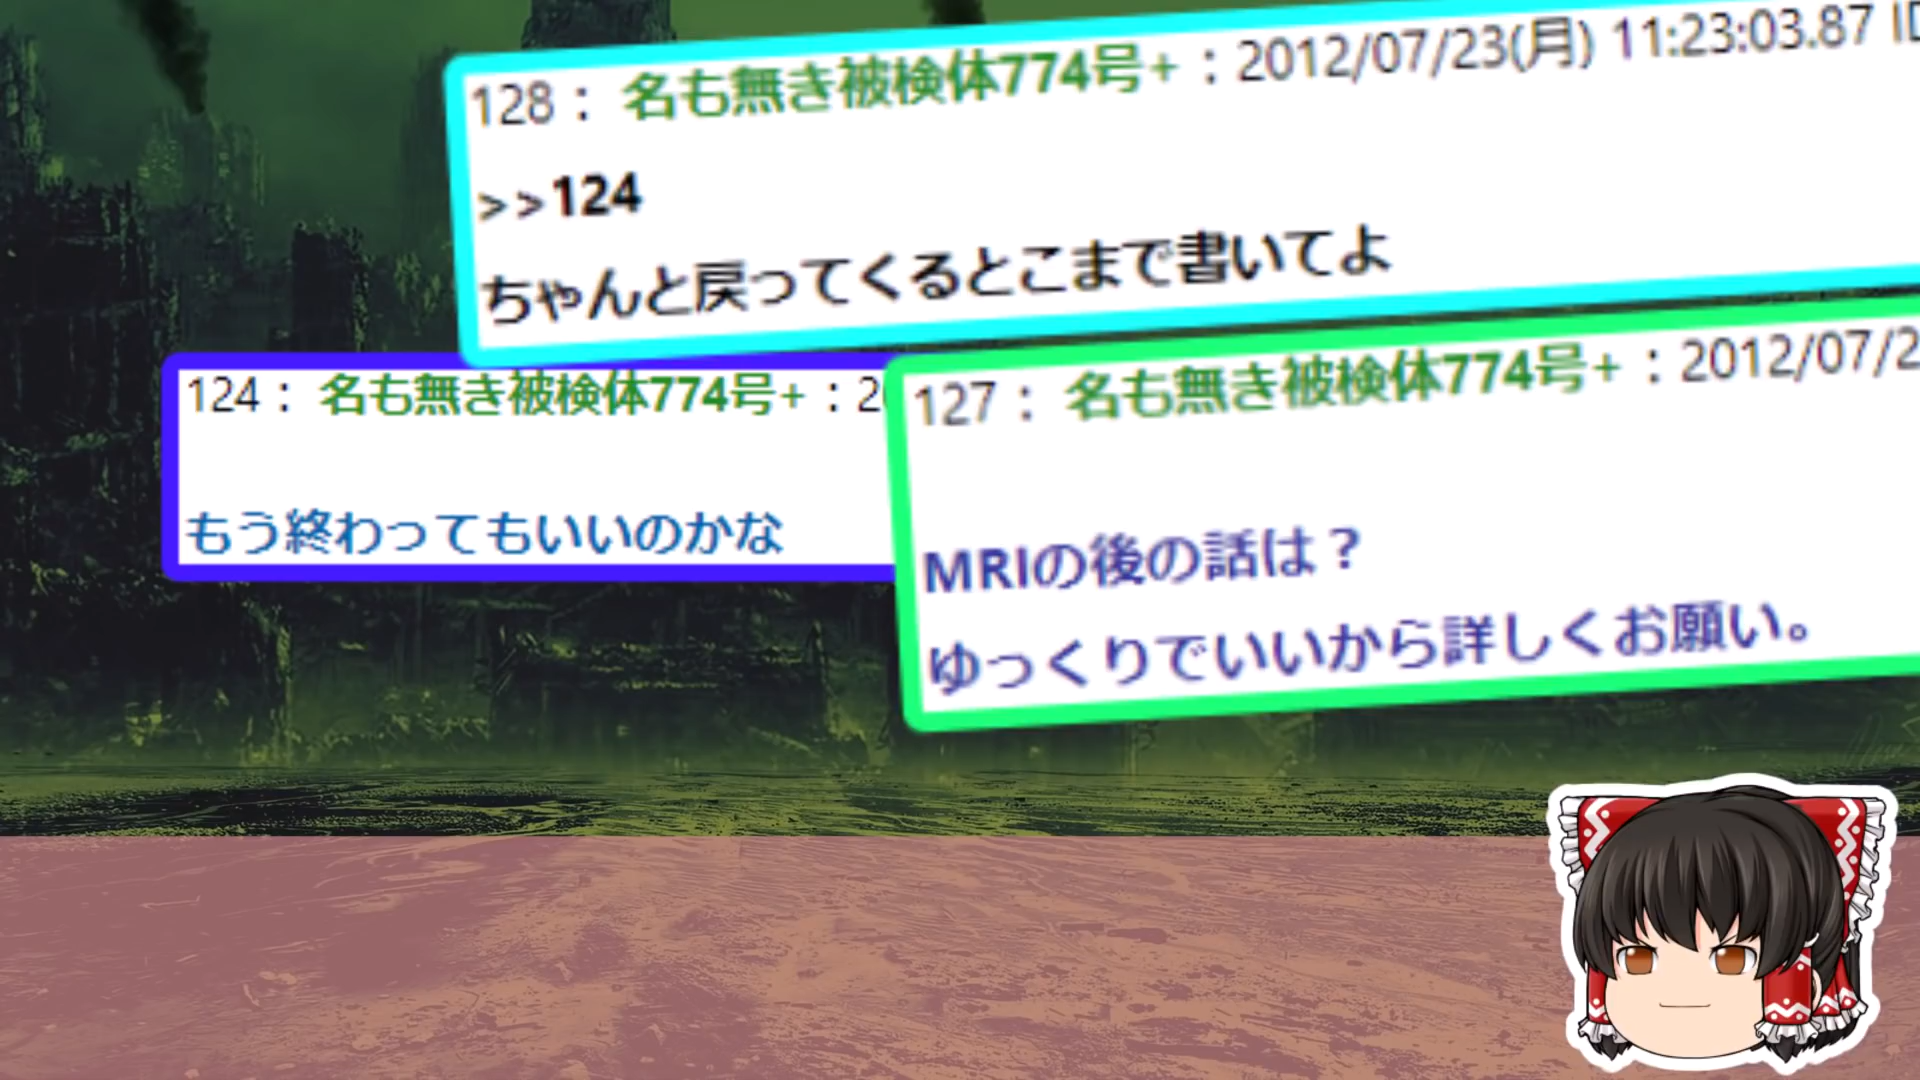 128： 名も無き被検体774号+：2012/07/23(月) 11:23:03.87 ID
>>124
ちゃんと戻ってくるとこまで書いてよ
124： 名も無き被検体774号+：2
もう終わってもいいのかな
127： 名も無き被検体774号+：2012/07/2
MRIの後の話は？
ゆっくりでいいから詳しくお願い。